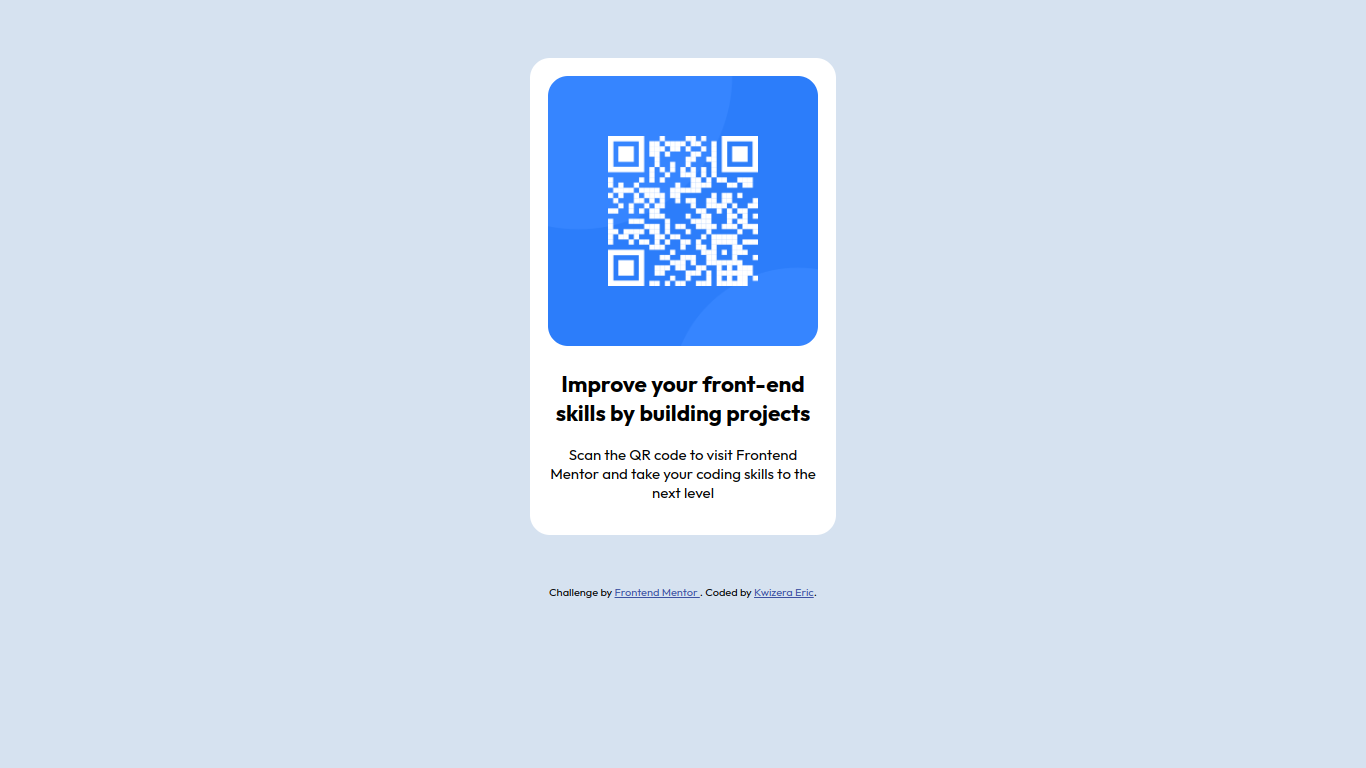 Improve your front-end
skills by building projects
Scan the QR code to visit Frontend
Mentor and take your coding skills to the
next level
Challenge by Frontend Mentor . Coded by Kwizera Eric.